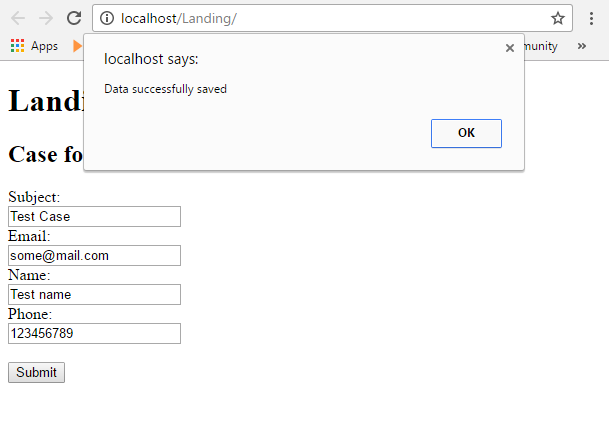 localhost/Landing/
Apps
munity
»
localhost says:
Data successfully saved
OK
Landi
Case fo
Subject:
Test Case
Email:
some@mail.com
Name:
Test name
Phone:
123456789
Submit